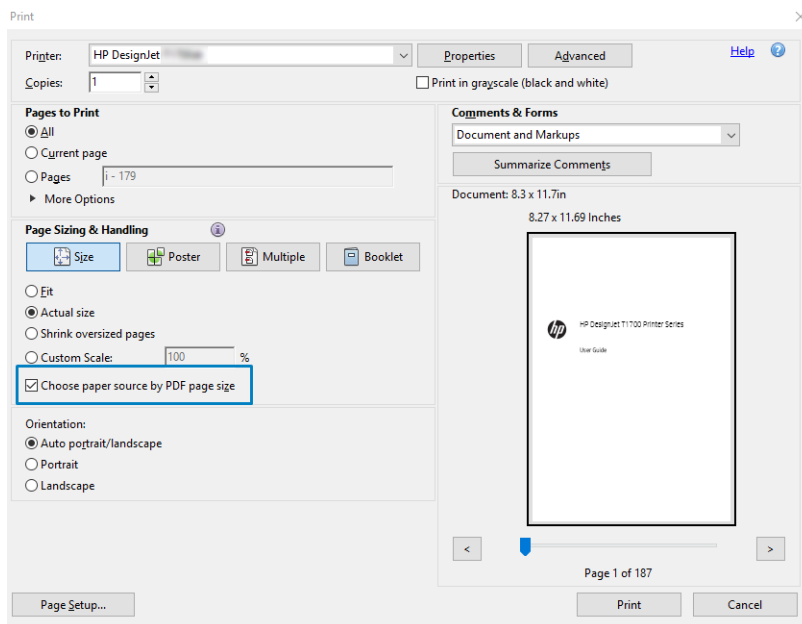 Print
Printer: HP DesignJet
Properties
Advanced
Help
Copies: 1
Print in grayscale (black and white)
Pages to Print
All
Current page
Pages i - 179
More Options
Page Sizing & Handling
Size
Poster
Multiple
Booklet
Fit
Actual size
Shrink oversized pages
Custom Scale: 100 %
Choose paper source by PDF page size
Orientation:
Auto portrait/landscape
Portrait
Landscape
Comments & Forms
Document and Markups
Summarize Comments
Document: 8.3 x 11.7in
8.27 x 11.69 Inches
hp
HP DesignJet T1700 Printer Series
User Guide
<
>
Page 1 of 187
Page Setup...
Print
Cancel